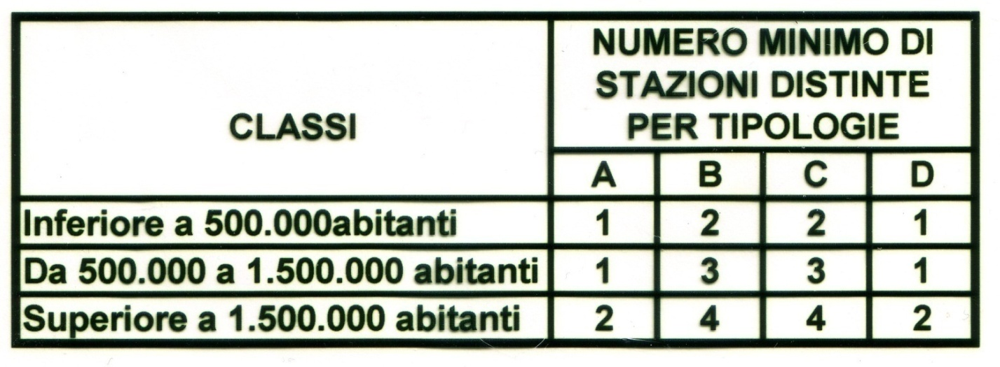 NUMERO MINIMO DI
STAZIONI DISTINTE
PER TIPOLOGIE
CLASSI
A B C D
Inferiore a 500.000abitanti 1 2 2 1
Da 500.000 a 1.500.000 abitanti 1 3 3 1
Superiore a 1.500.000 abitanti 2 4 4 2